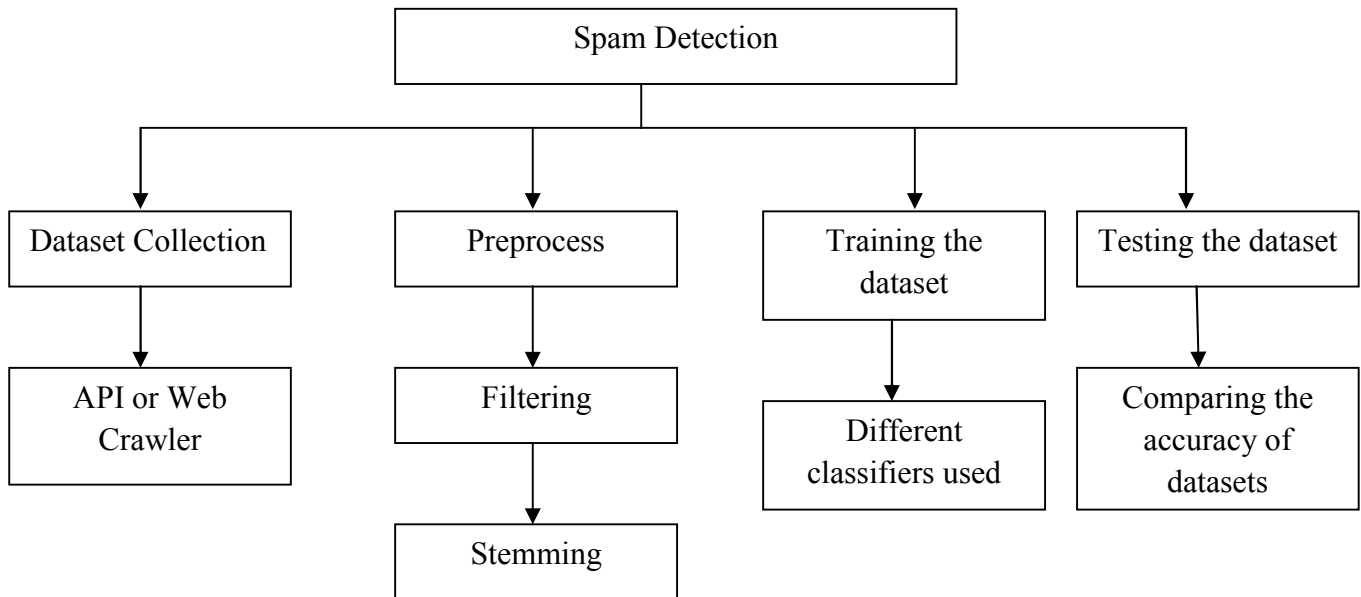 Spam Detection
Dataset Collection
Preprocess
Training the
dataset
Testing the dataset
API or Web
Crawler
Filtering
Different
classifiers used
Comparing the
accuracy of
datasets
Stemming